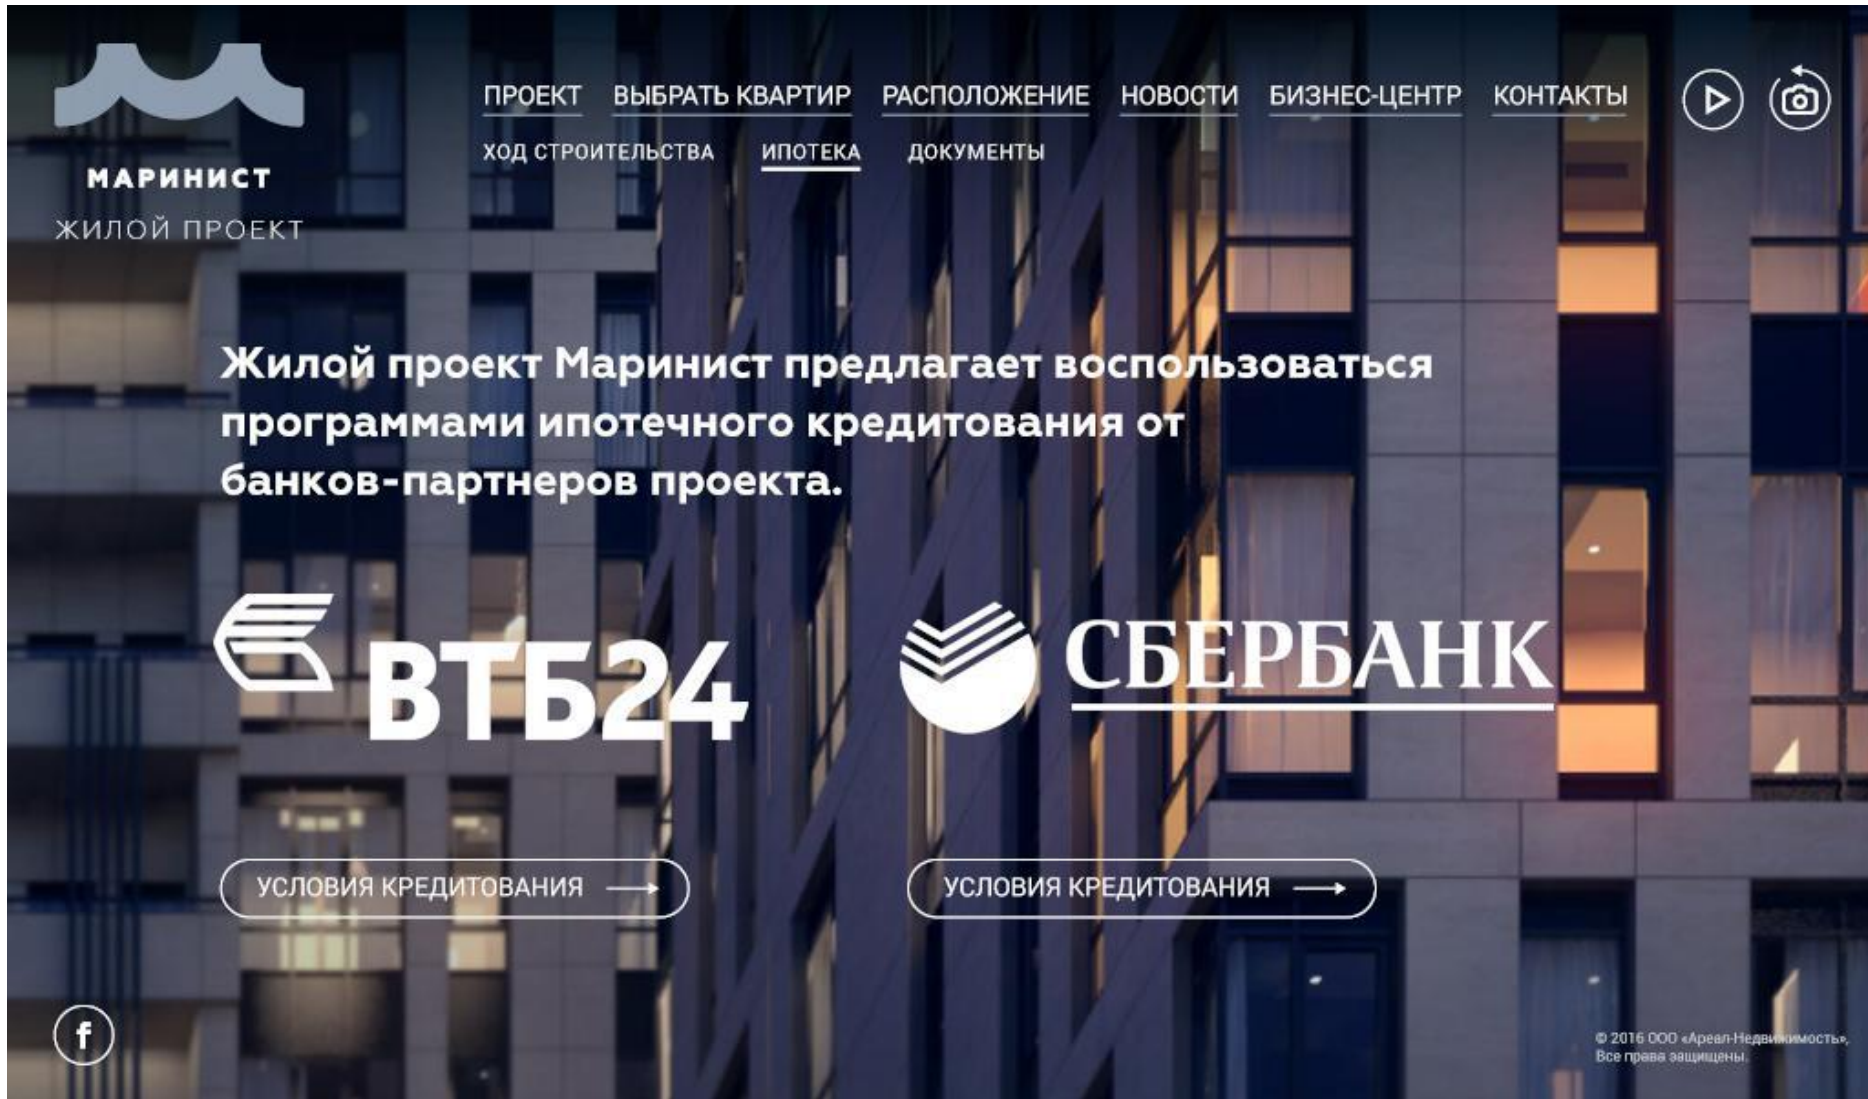 МАРИНИСТ
ЖИЛОЙ ПРОЕКТ
ПРОЕКТ ВЫБРАТЬ КВАРТИР РАСПОЛОЖЕНИЕ НОВОСТИ БИЗНЕС-ЦЕНТР КОНТАКТЫ
ХОД СТРОИТЕЛЬСТВА ИПОТЕКА ДОКУМЕНТЫ
Жилой проект Маринист предлагает воспользоваться
программами ипотечного кредитования от
банков-партнеров проекта.
ВТБ24 СБЕРБАНК
УСЛОВИЯ КРЕДИТОВАНИЯ УСЛОВИЯ КРЕДИТОВАНИЯ
f
© 2016 ООО «Ареал-Недвижимость»,
Все права защищены.